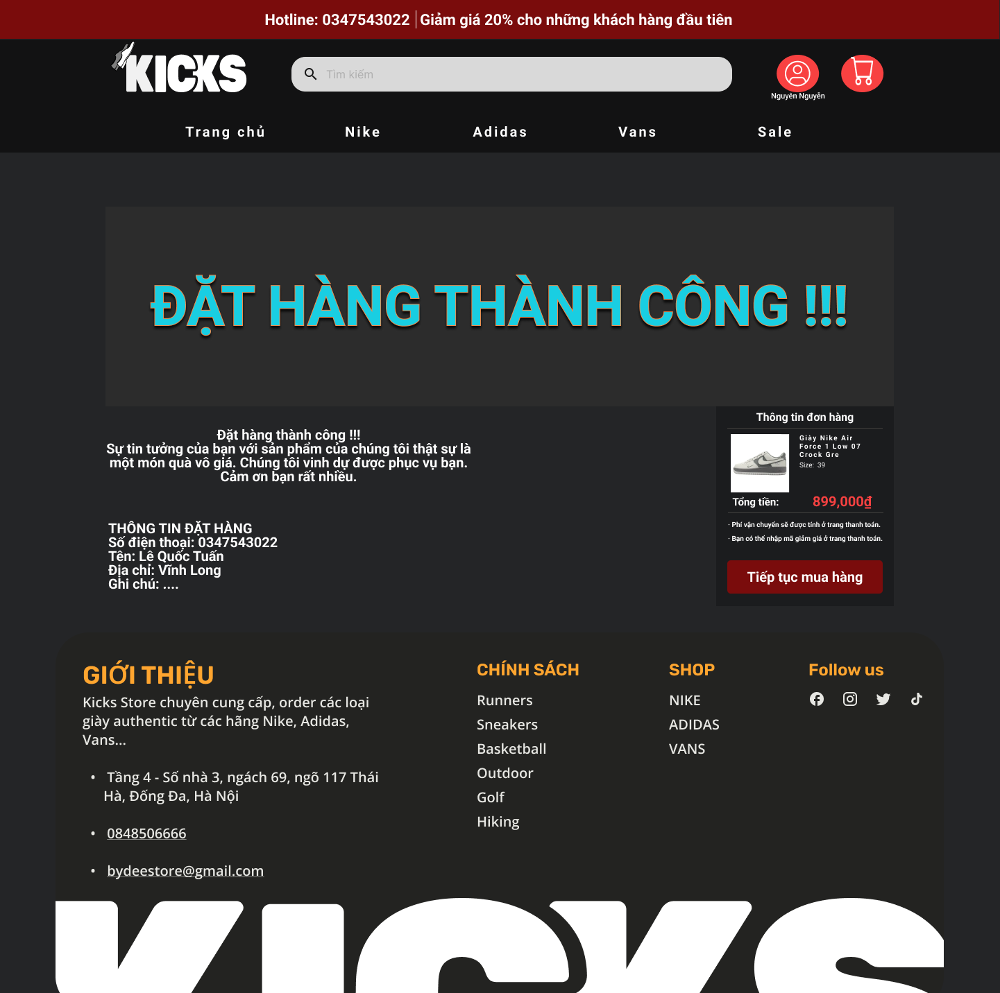 Hotline: 0347543022 | Giảm giá 20% cho những khách hàng đầu tiên
KICKS
Tìm kiếm
Nguyên Nguyễn
Trang chủ
Nike
Adidas
Vans
Sale
ĐẶT HÀNG THÀNH CÔNG !!!
Đặt hàng thành công !!!
Sự tin tưởng của bạn với sản phẩm của chúng tôi thật sự là
một món quà vô giá. Chúng tôi vinh dự được phục vụ bạn.
Cảm ơn bạn rất nhiều.
THÔNG TIN ĐẶT HÀNG
Số điện thoại: 0347543022
Tên: Lê Quốc Tuấn
Địa chỉ: Vĩnh Long
Ghi chú: ....
Thông tin đơn hàng
Giày Nike Air
Force 1 Low 07
Crock Gre
Size: 39
Tổng tiền: 899,000₫
· Phí vận chuyển sẽ được tính ở trang thanh toán.
· Bạn có thể nhập mã giảm giá ở trang thanh toán.
Tiếp tục mua hàng
GIỚI THIỆU
Kicks Store chuyên cung cấp, order các loại
giày authentic từ các hãng Nike, Adidas,
Vans...
• Tầng 4 - Số nhà 3, ngách 69, ngõ 117 Thái
Hà, Đống Đa, Hà Nội
• 0848506666
• bydeestore@gmail.com
CHÍNH SÁCH
Runners
Sneakers
Basketball
Outdoor
Golf
Hiking
SHOP
NIKE
ADIDAS
VANS
Follow us
KICKS